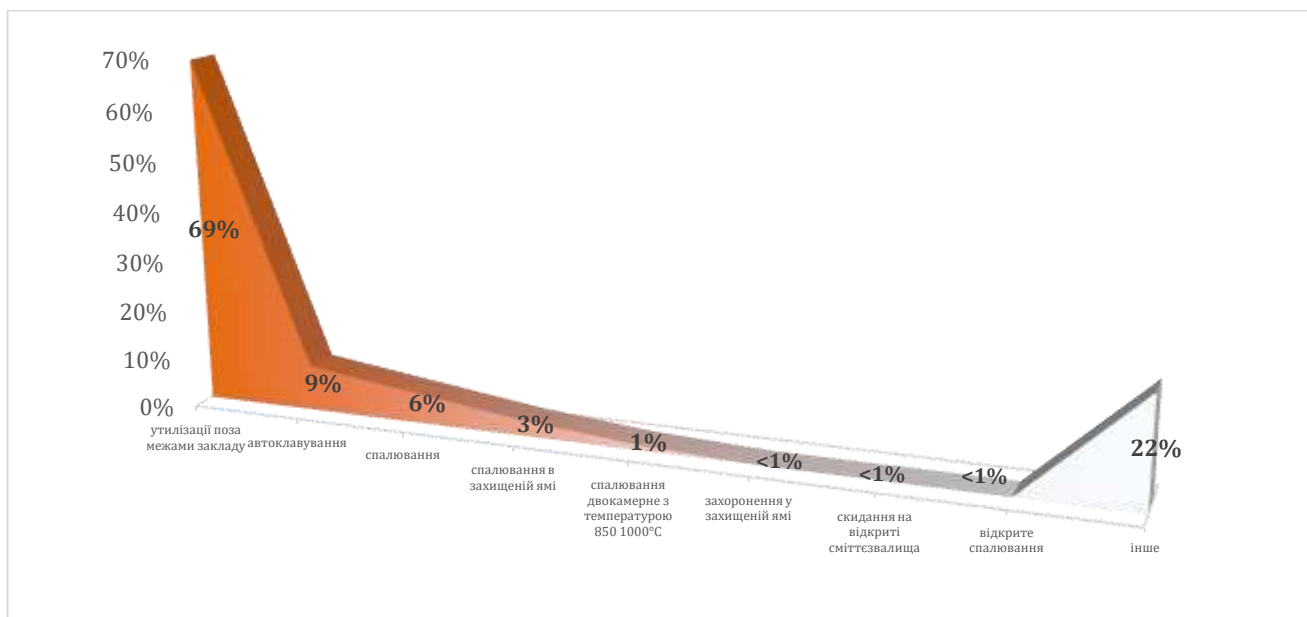 70%
60%
50%
40%
30%
20%
10%
0%
69%
9%
6%
3%
1%
<1%
<1%
<1%
22%
утилізації поза
межами закладу
автоклавування
спалювання
спалювання в
захищеній ямі
спалювання
двокамерне з
температурою
850 1000°C
захоронення у
захищеній ямі
скидання на
відкриті
сміттєзвалища
відкрите
спалювання
інше